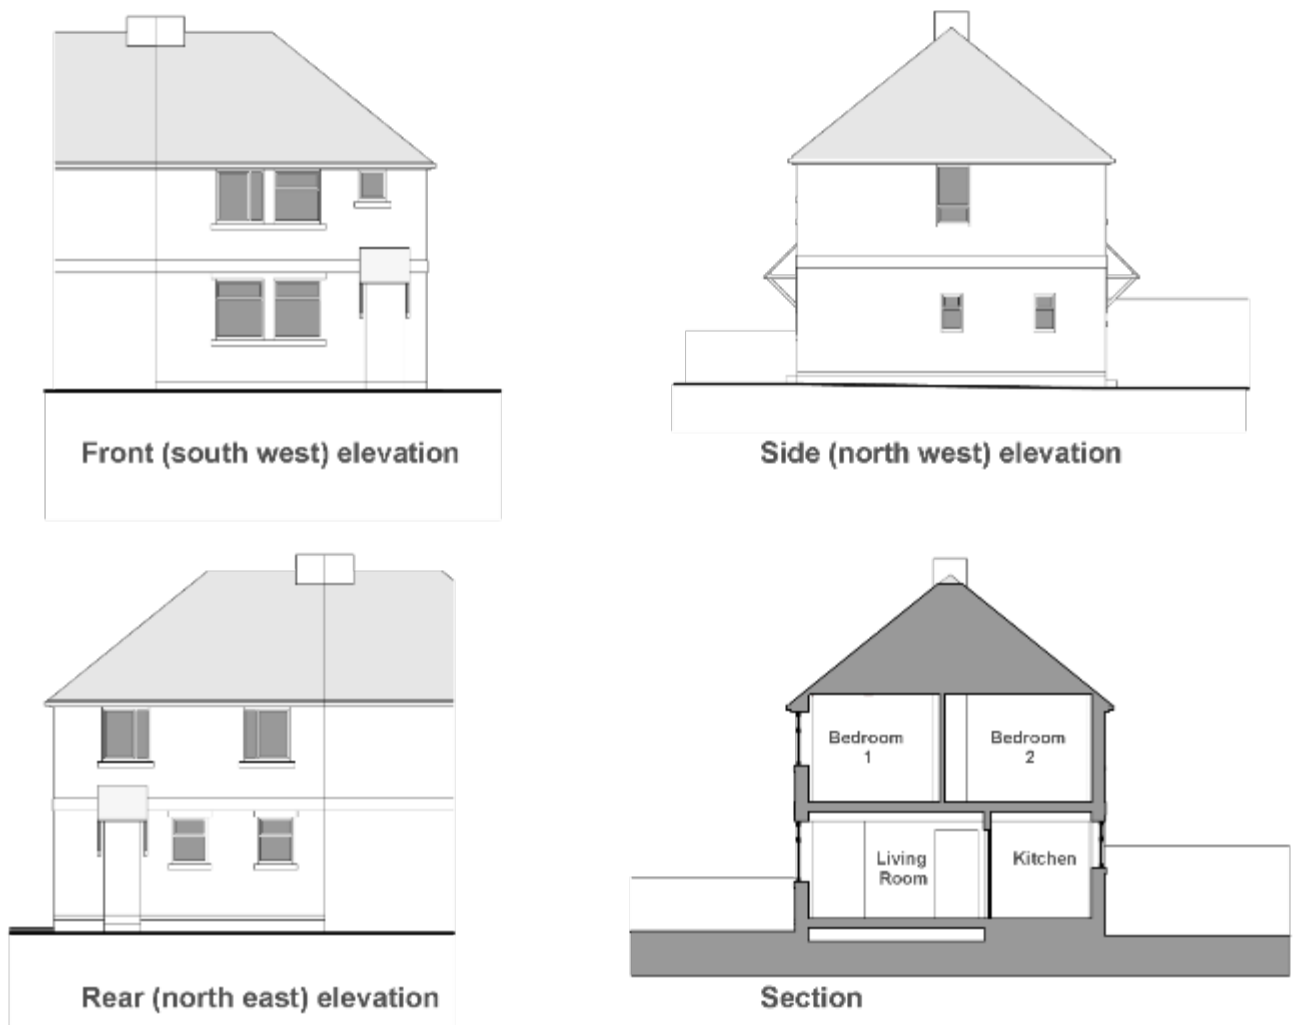 Front (south west) elevation
Side (north west) elevation
Rear (north east) elevation
Bedroom
1
Bedroom
2
Living
Room
Kitchen
Section